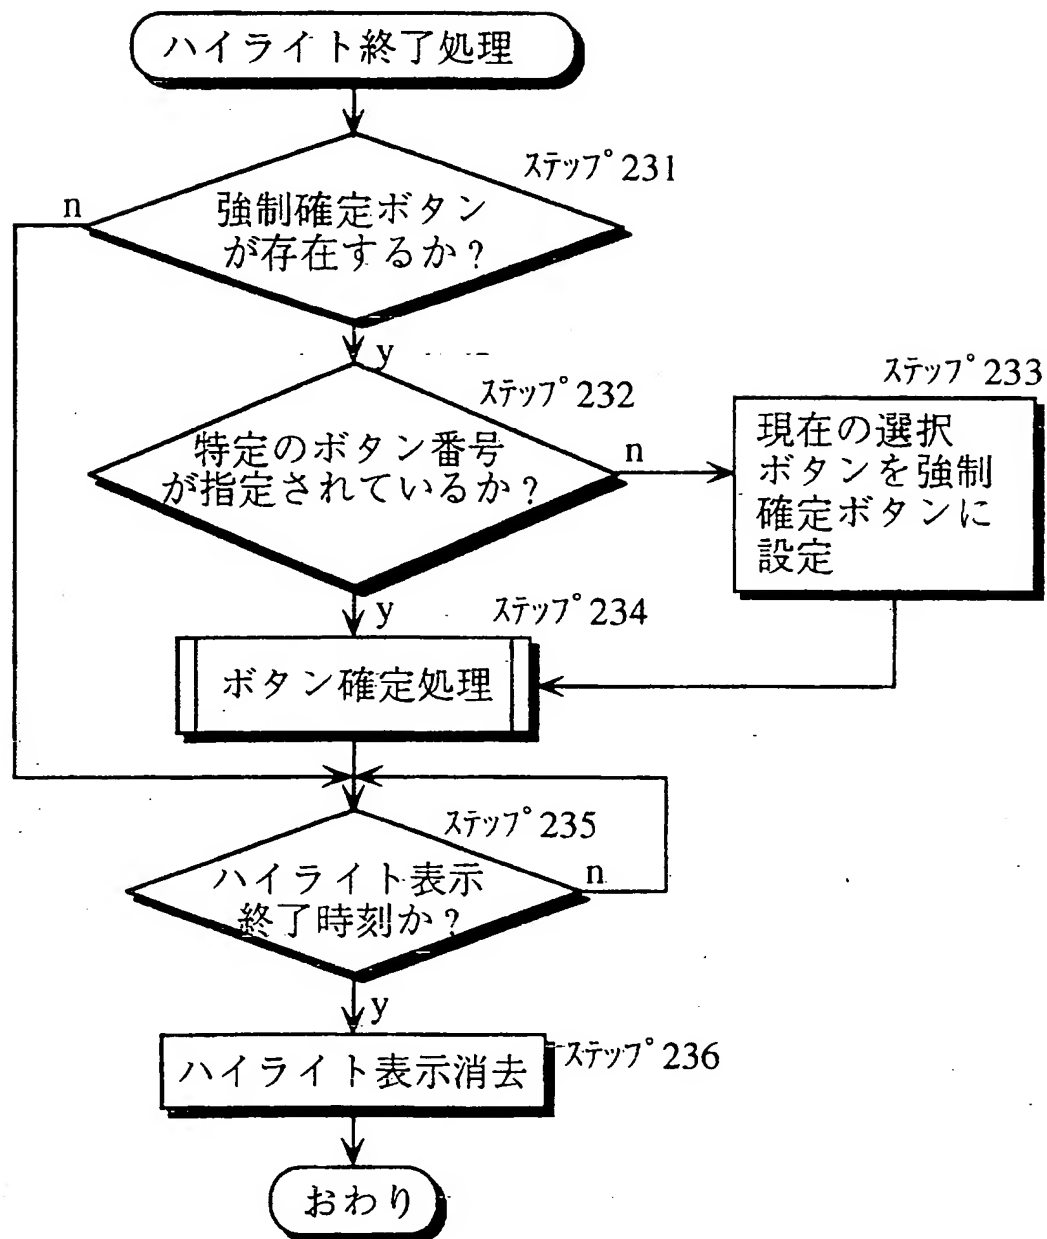 ハイライト終了処理
ステップ231
n
強制確定ボタン
が存在するか?
y
ステップ232
ステップ233
特定のボタン番号
が指定されているか?
n
現在の選択
ボタンを強制
確定ボタンに
設定
y
ステップ234
ボタン確定処理
ステップ235
ハイライト表示
終了時刻か?
n
y
ハイライト表示消去
ステップ236
おわり